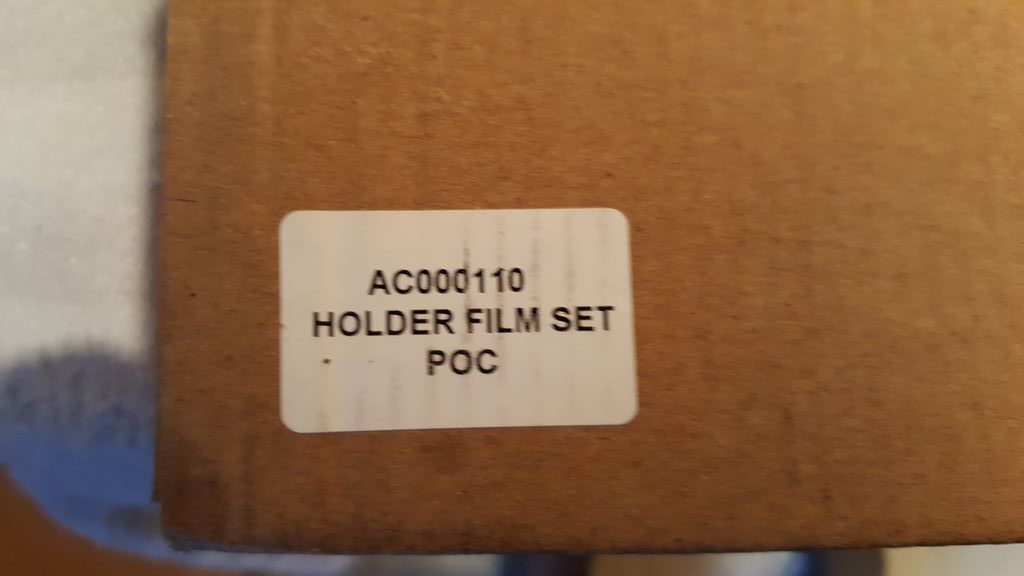 AC000110
HOLDER FILM SET
POC